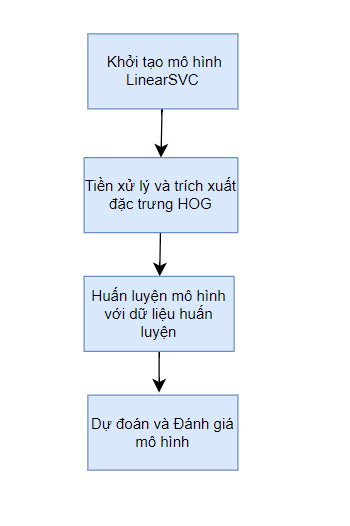 Khởi tạo mô hình
LinearSVC
Tiền xử lý và trích xuất
đặc trưng HOG
Huấn luyện mô hình
với dữ liệu huấn
luyện
Dự đoán và Đánh giá
mô hình